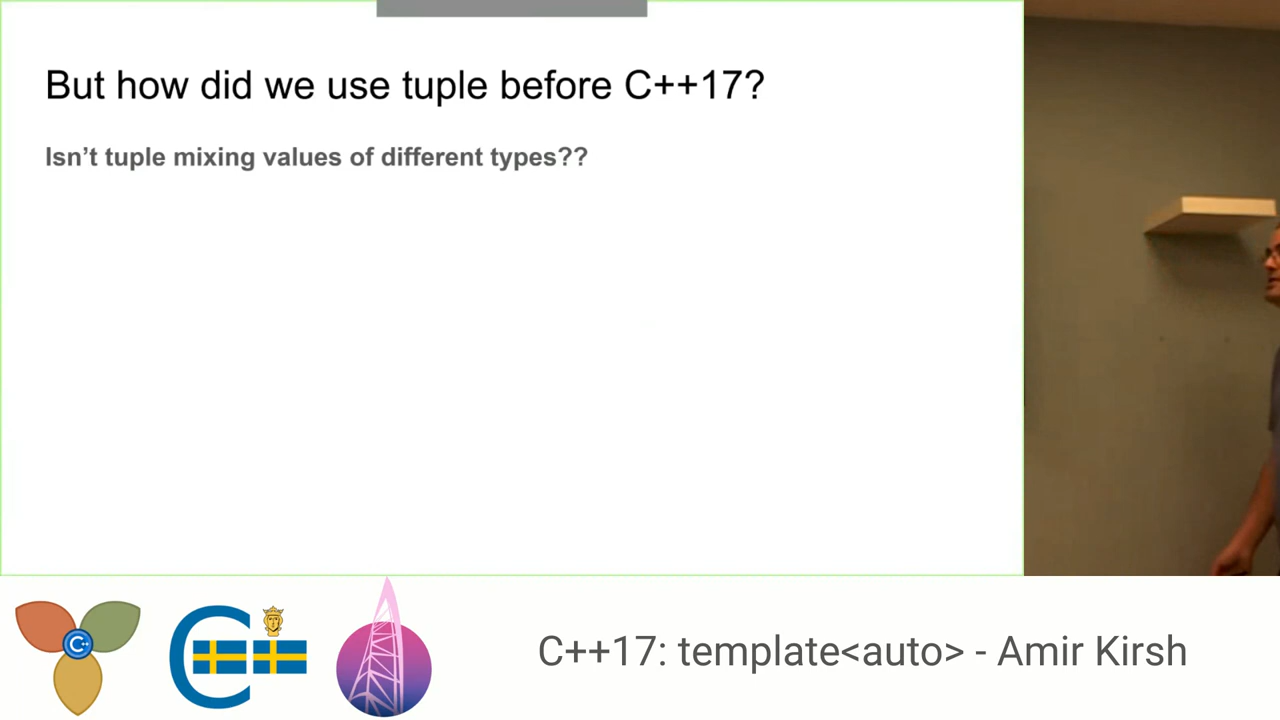 But how did we use tuple before C++17?
Isn't tuple mixing values of different types??
C++
C++
C++17: template<auto> - Amir Kirsh